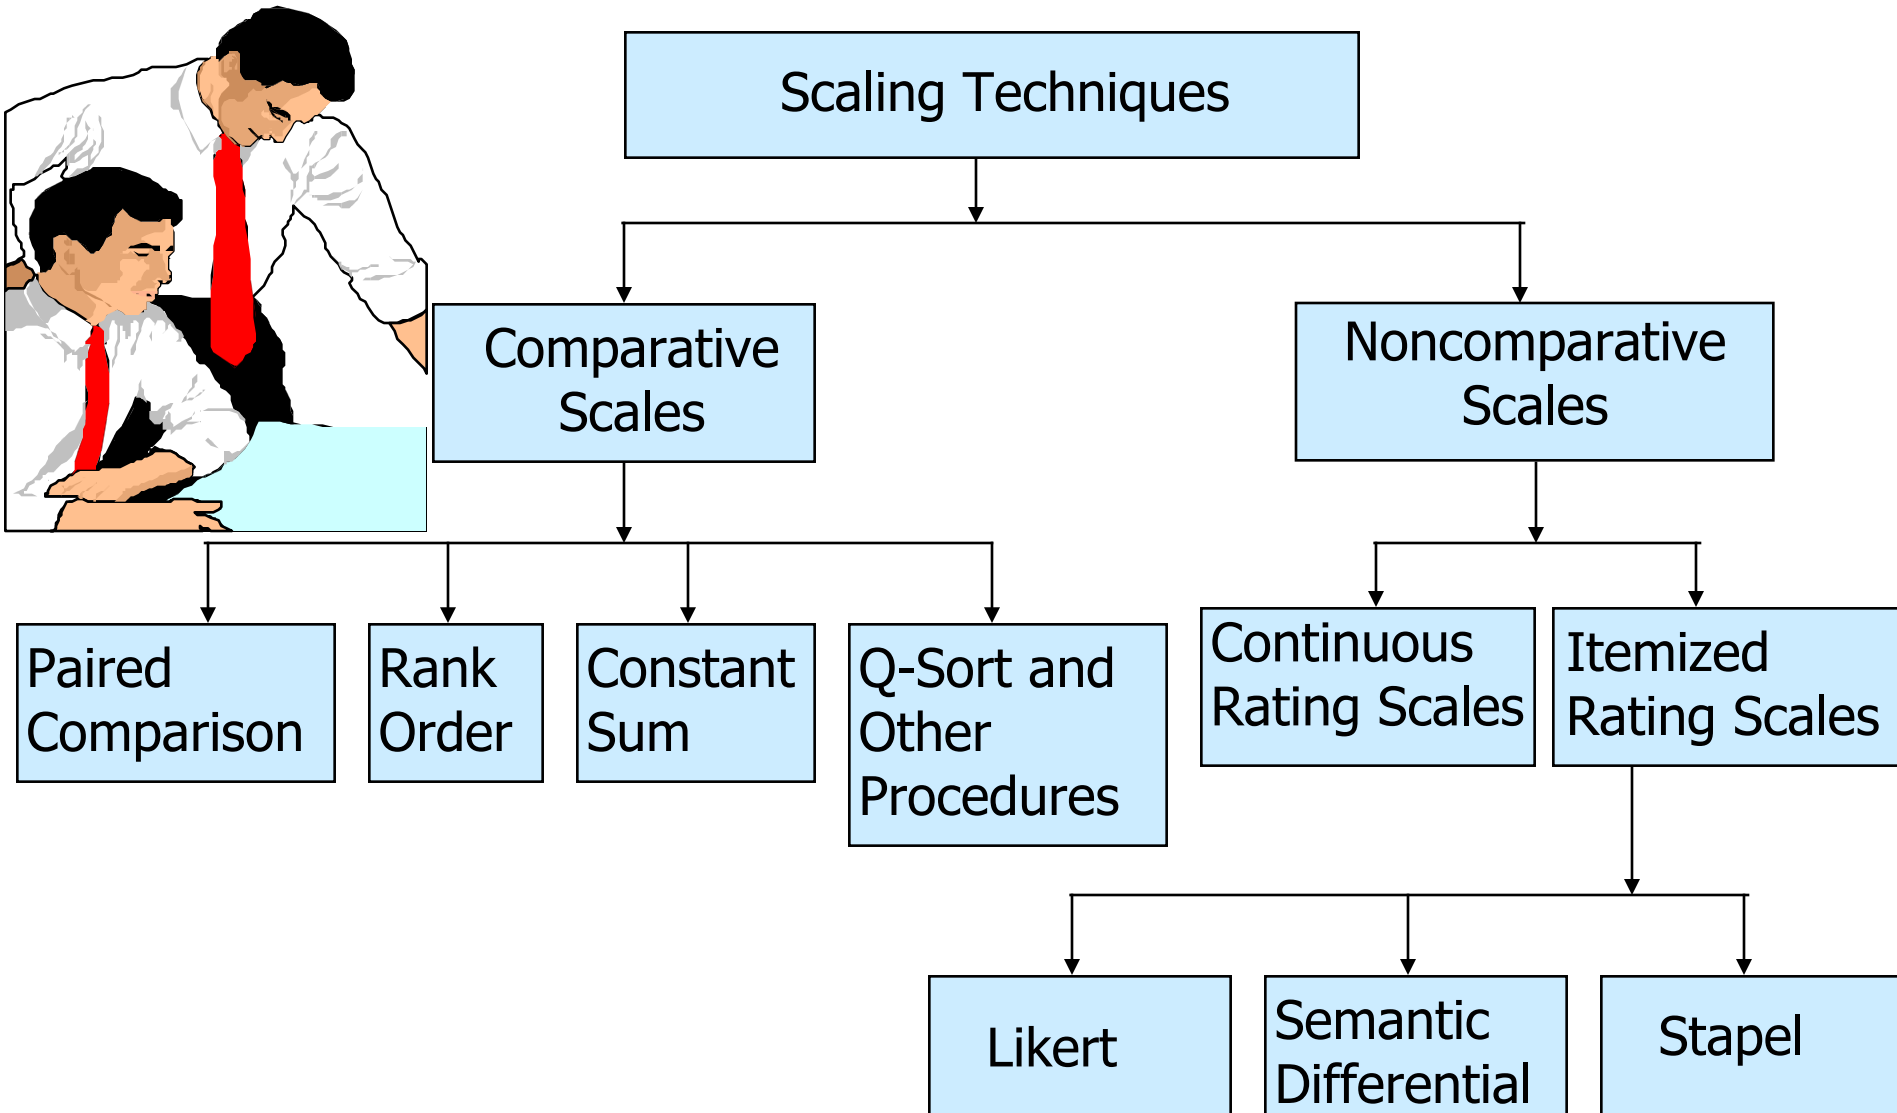 Scaling Techniques
Comparative
Scales
Noncomparative
Scales
Paired
Comparison
Rank
Order
Constant
Sum
Q-Sort and
Other
Procedures
Continuous
Rating Scales
Itemized
Rating Scales
Likert
Semantic
Differential
Stapel